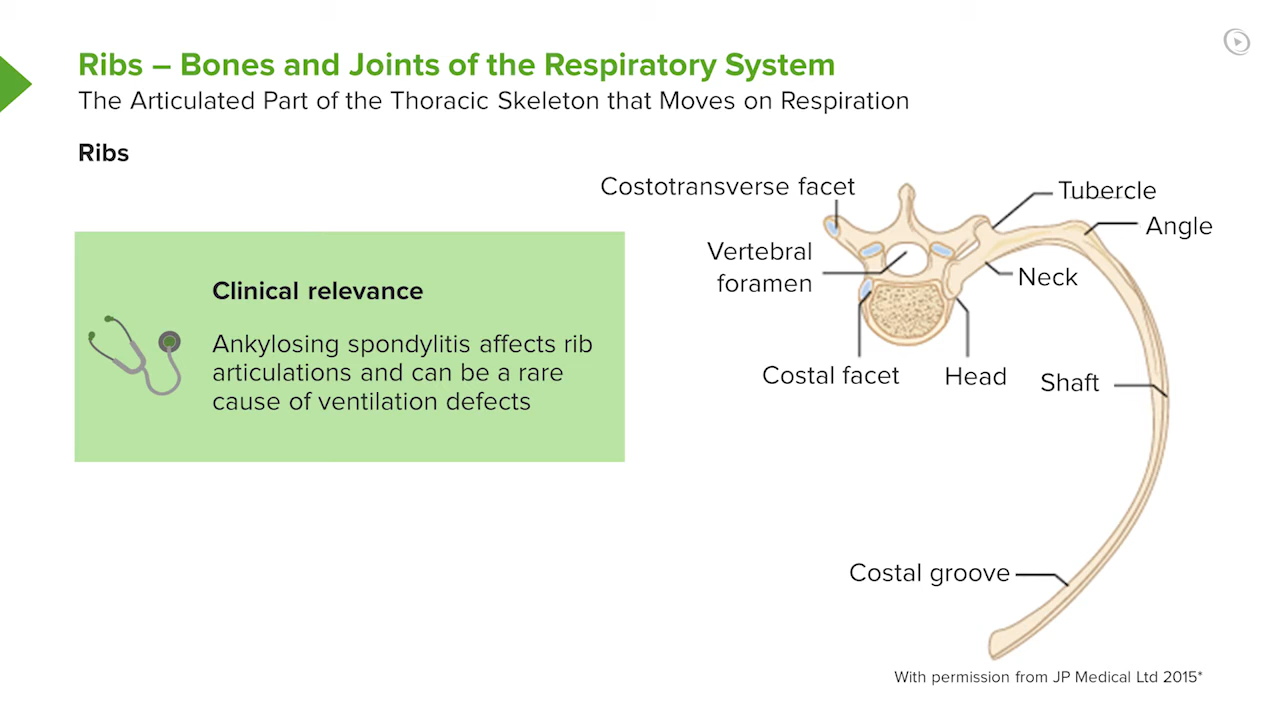 Ribs – Bones and Joints of the Respiratory System
The Articulated Part of the Thoracic Skeleton that Moves on Respiration
Ribs
Clinical relevance
Ankylosing spondylitis affects rib
articulations and can be a rare
cause of ventilation defects
Costotransverse facet
Tubercle
Angle
Vertebral
foramen
Neck
Costal facet
Head
Shaft
Costal groove
With permission from JP Medical Ltd 2015*